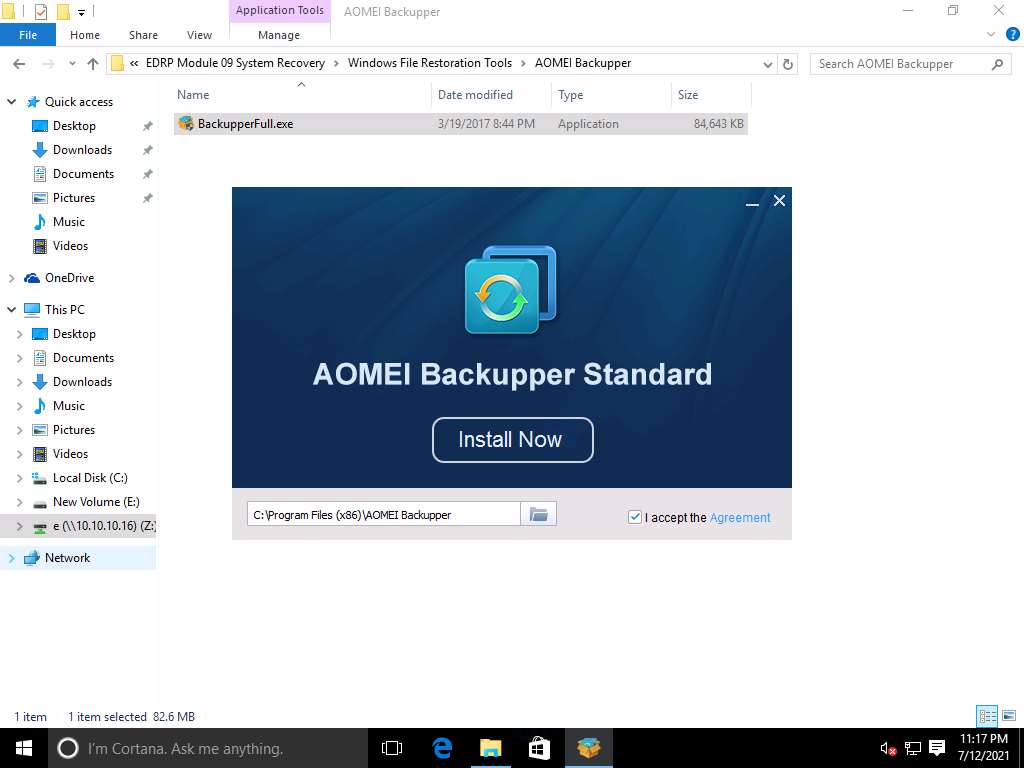 Application Tools AOMEI Backupper
File Home Share View Manage
« EDRP Module 09 System Recovery › Windows File Restoration Tools › AOMEI Backupper
Search AOMEI Backupper
Name Date modified Type Size
BackupperFull.exe 3/19/2017 8:44 PM Application 84,643 KB
Quick access
Desktop
Downloads
Documents
Pictures
Music
Videos
OneDrive
This PC
Desktop
Documents
Downloads
Music
Pictures
Videos
Local Disk (C:)
New Volume (E:)
e (\\10.10.10.16) (Z:)
Network
AOMEI Backupper Standard
Install Now
C:\Program Files (x86)\AOMEI Backupper
I accept the Agreement
1 item 1 item selected 82.6 MB
I'm Cortana. Ask me anything.
11:17 PM
7/12/2021